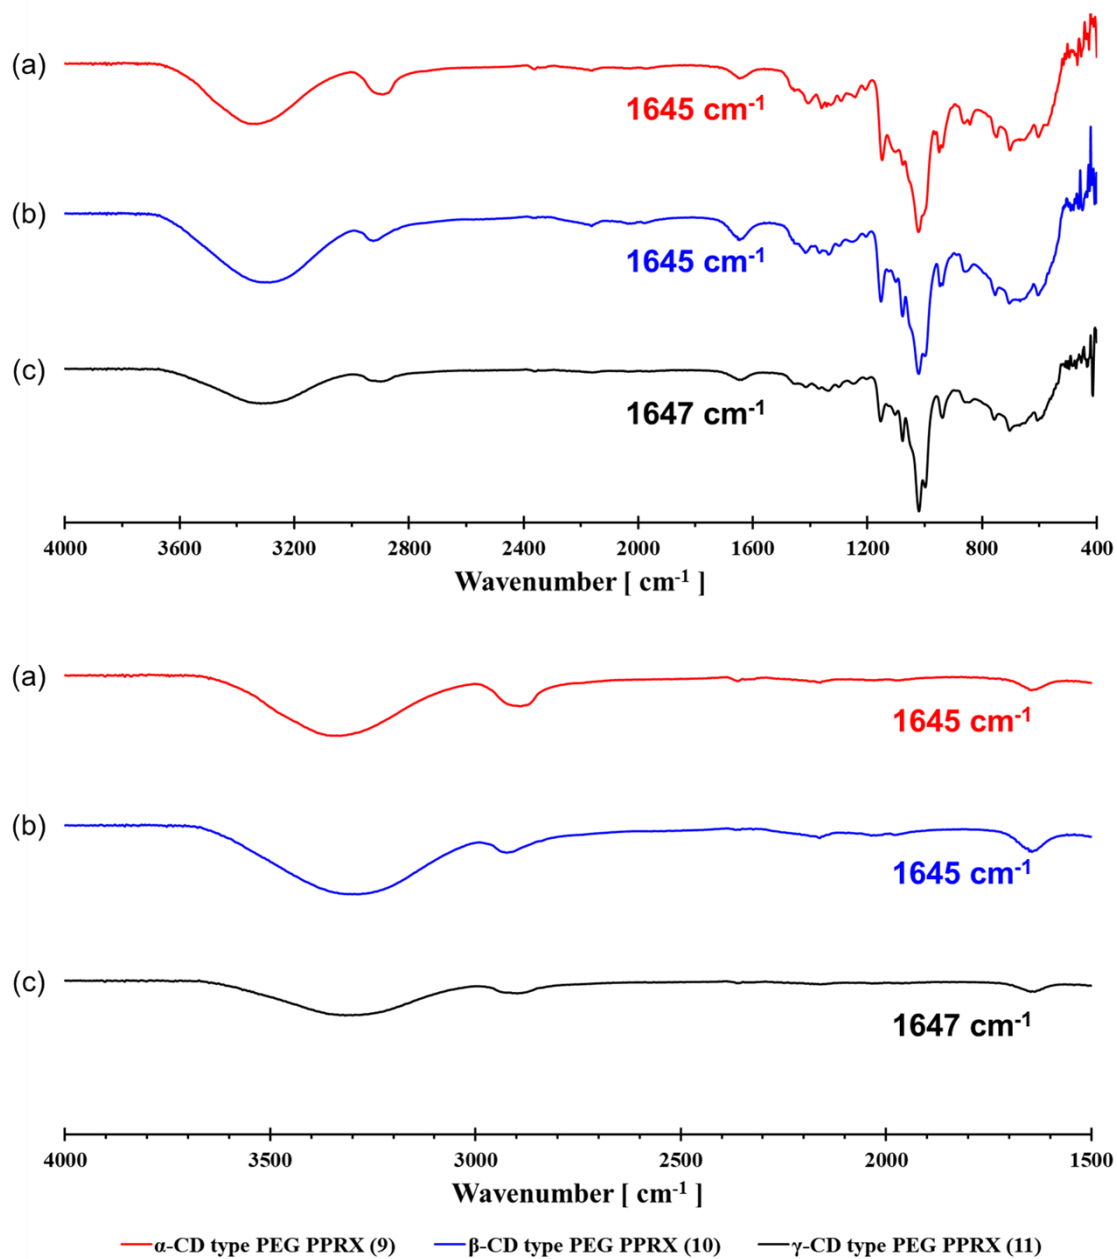 (a)
1645 cm⁻¹
(b)
1645 cm⁻¹
(c)
1647 cm⁻¹
4000 3600 3200 2800 2400 2000 1600 1200 800 400
Wavenumber [ cm⁻¹ ]
(a)
1645 cm⁻¹
(b)
1645 cm⁻¹
(c)
1647 cm⁻¹
4000 3500 3000 2500 2000 1500
Wavenumber [ cm⁻¹ ]
α-CD type PEG PPRX (9) β-CD type PEG PPRX (10) γ-CD type PEG PPRX (11)